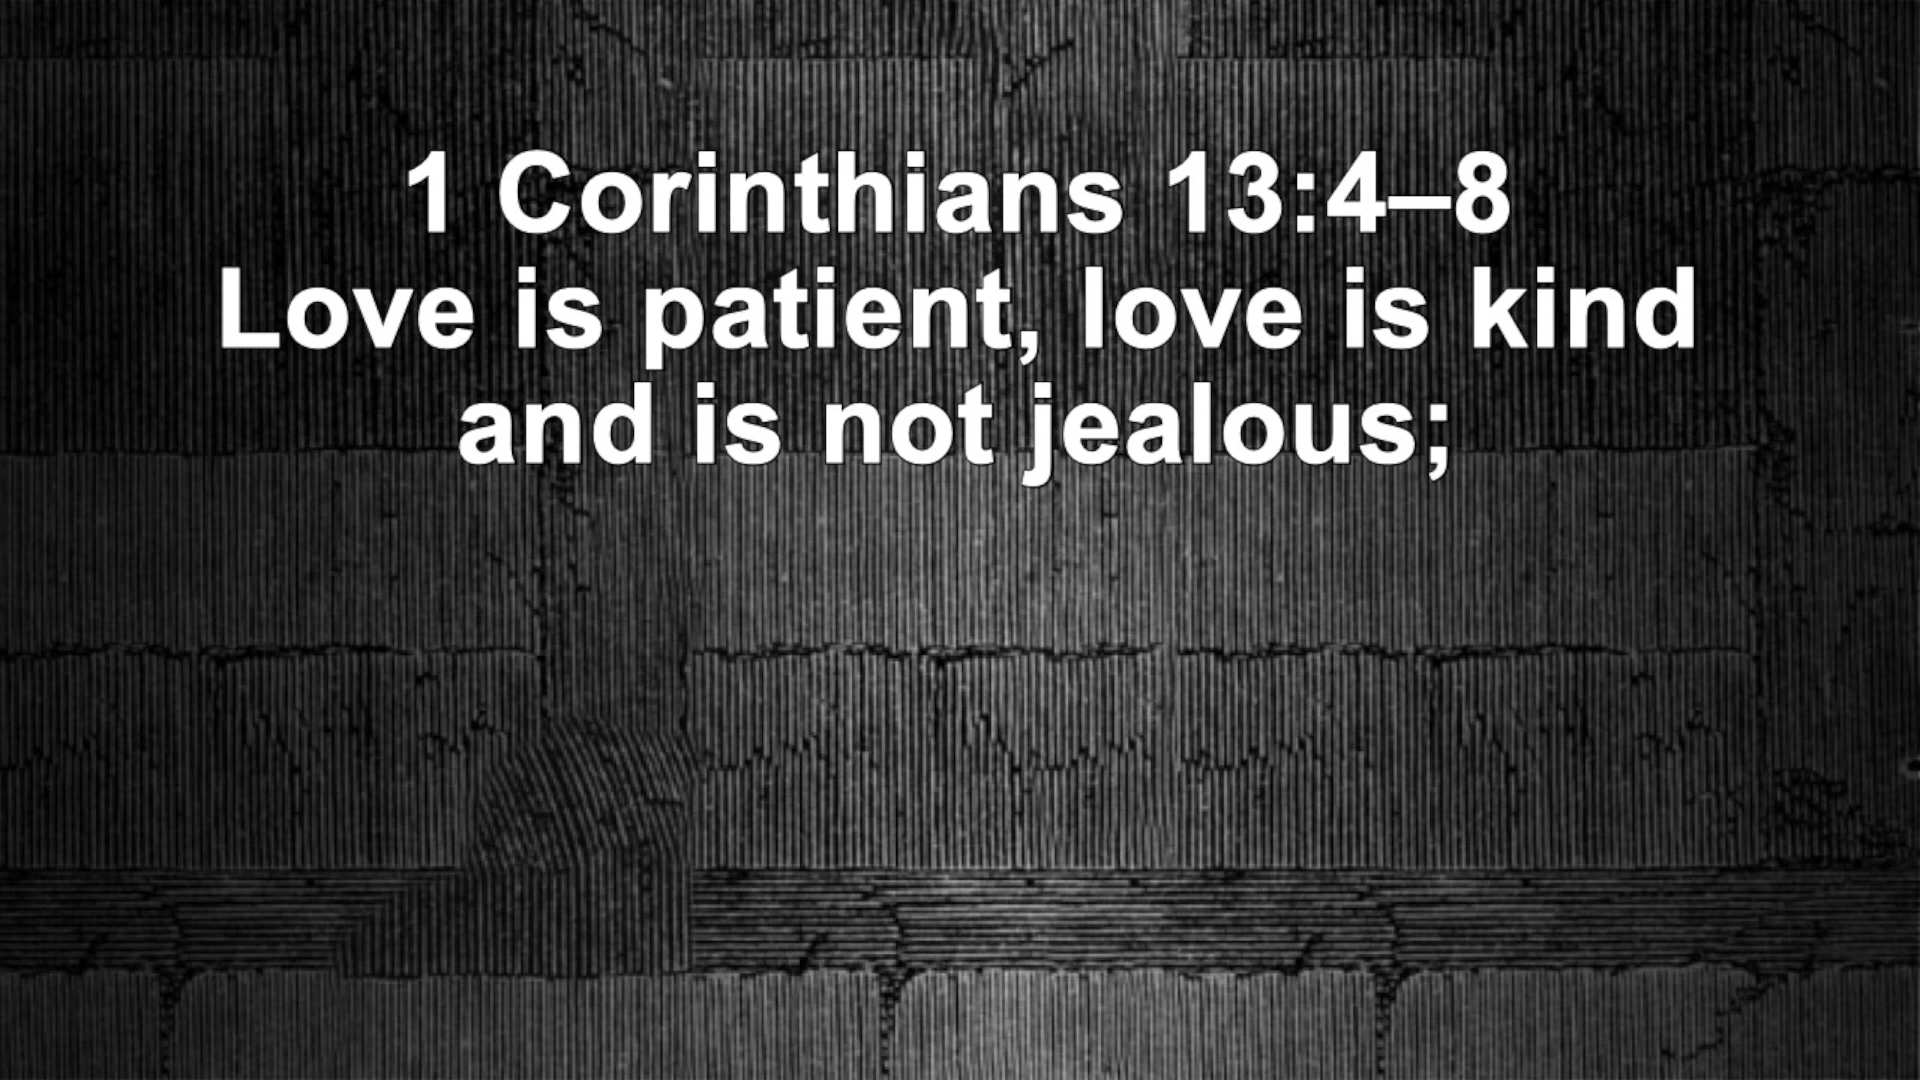 1 Corinthians 13:4–8
Love is patient, love is kind
and is not jealous;